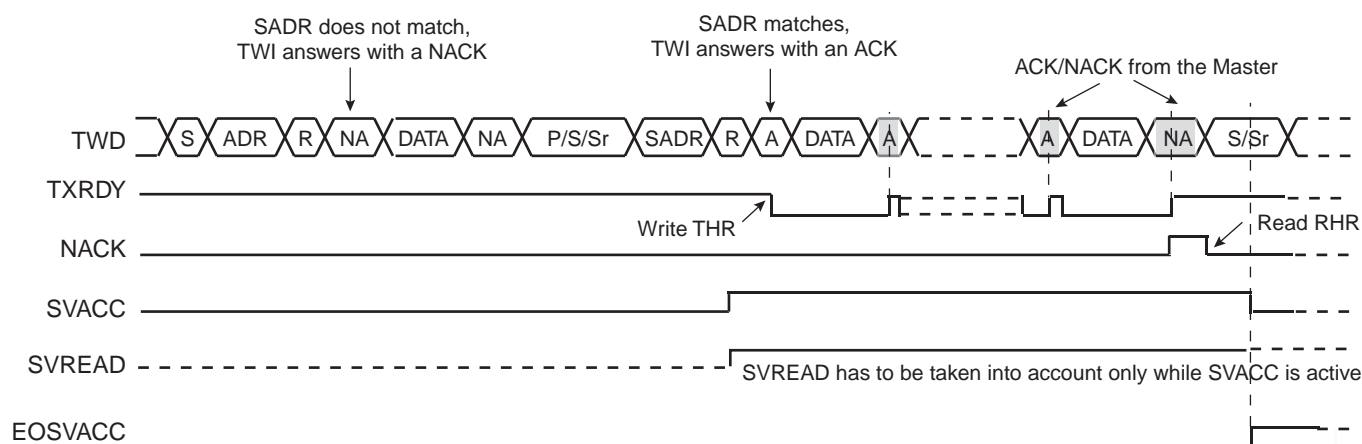 SADR does not match,
TWI answers with a NACK
SADR matches,
TWI answers with an ACK
ACK/NACK from the Master
TWD S ADR R NA DATA NA P/S/Sr SADR R A DATA A A DATA NA S/Sr
TXRDY
Write THR
Read RHR
NACK
SVACC
SVREAD
SVREAD has to be taken into account only while SVACC is active
EOSVACC